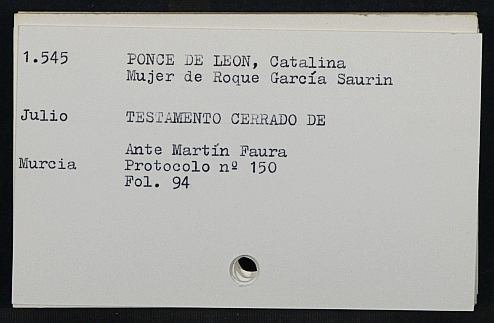 1.545 PONCE DE LEON, Catalina
Mujer de Roque García Saurin
Julio TESTAMENTO CERRADO DE
Ante Martín Faura
Murcia Protocolo nº 150
Fol. 94